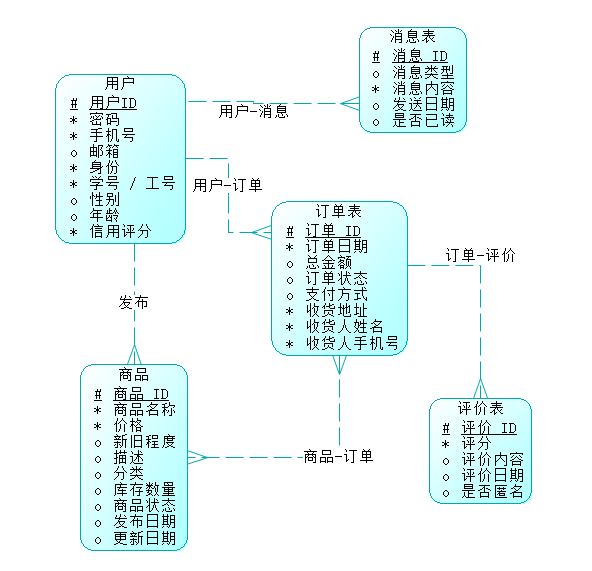 消息表
# 消息 ID
o 消息类型
* 消息内容
o 发送日期
o 是否已读
用户
# 用户ID
* 密码
* 手机号
o 邮箱
* 身份
* 学号 / 工号
o 性别
o 年龄
* 信用评分
用户-消息
用户-订单
订单表
# 订单 ID
* 订单日期
o 总金额
o 订单状态
o 支付方式
* 收货地址
* 收货人姓名
* 收货人手机号
订单-评价
发布
商品
# 商品 ID
* 商品名称
* 价格
o 新旧程度
o 描述
o 分类
o 库存数量
o 商品状态
o 发布日期
o 更新日期
商品-订单
评价表
# 评价 ID
* 评分
o 评价内容
o 评价日期
o 是否匿名